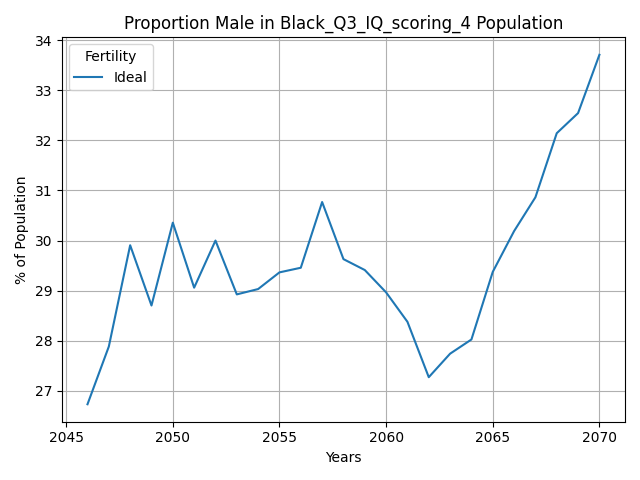 Proportion Male in Black_Q3_IQ_scoring_4 Population
Fertility
Ideal
% of Population
34
33
32
31
30
29
28
27
2045
2050
2055
2060
2065
2070
Years